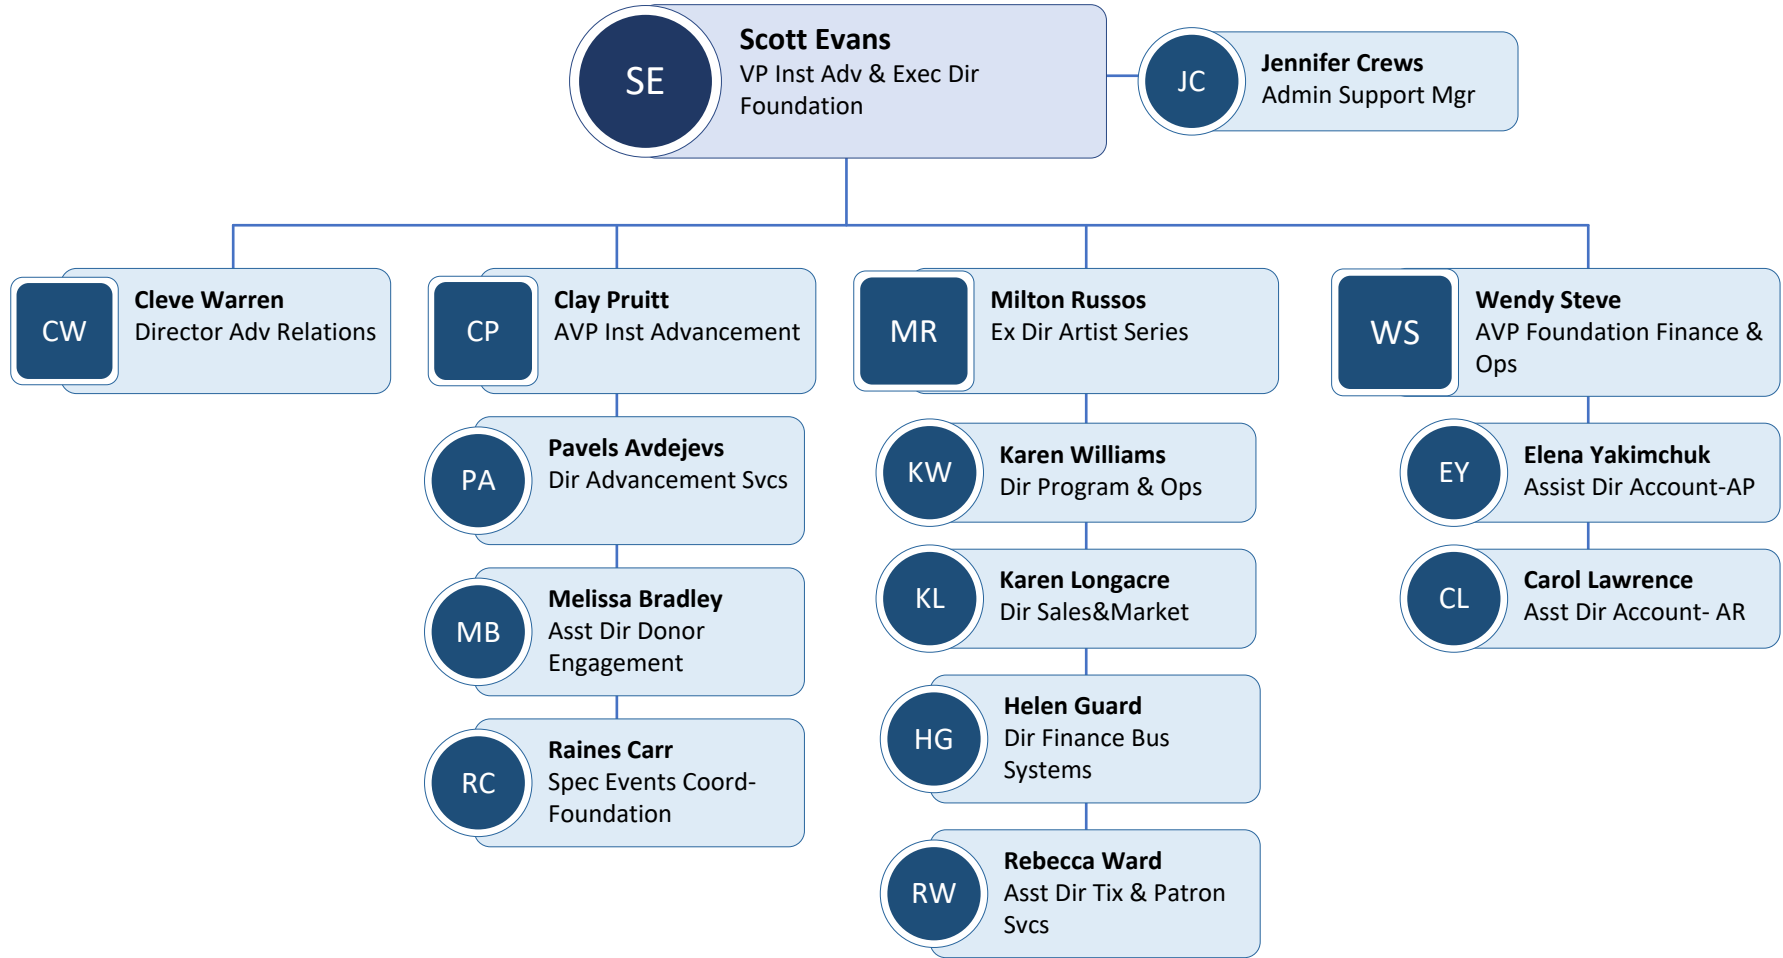 SE
Scott Evans
VP Inst Adv & Exec Dir
Foundation
JC
Jennifer Crews
Admin Support Mgr
CW
Cleve Warren
Director Adv Relations
CP
Clay Pruitt
AVP Inst Advancement
MR
Milton Russos
Ex Dir Artist Series
WS
Wendy Steve
AVP Foundation Finance &
Ops
PA
Pavels Avdejevs
Dir Advancement Svcs
KW
Karen Williams
Dir Program & Ops
EY
Elena Yakimchuk
Assist Dir Account-AP
MB
Melissa Bradley
Asst Dir Donor
Engagement
KL
Karen Longacre
Dir Sales&Market
CL
Carol Lawrence
Asst Dir Account- AR
RC
Raines Carr
Spec Events Coord-
Foundation
HG
Helen Guard
Dir Finance Bus
Systems
RW
Rebecca Ward
Asst Dir Tix & Patron
Svcs